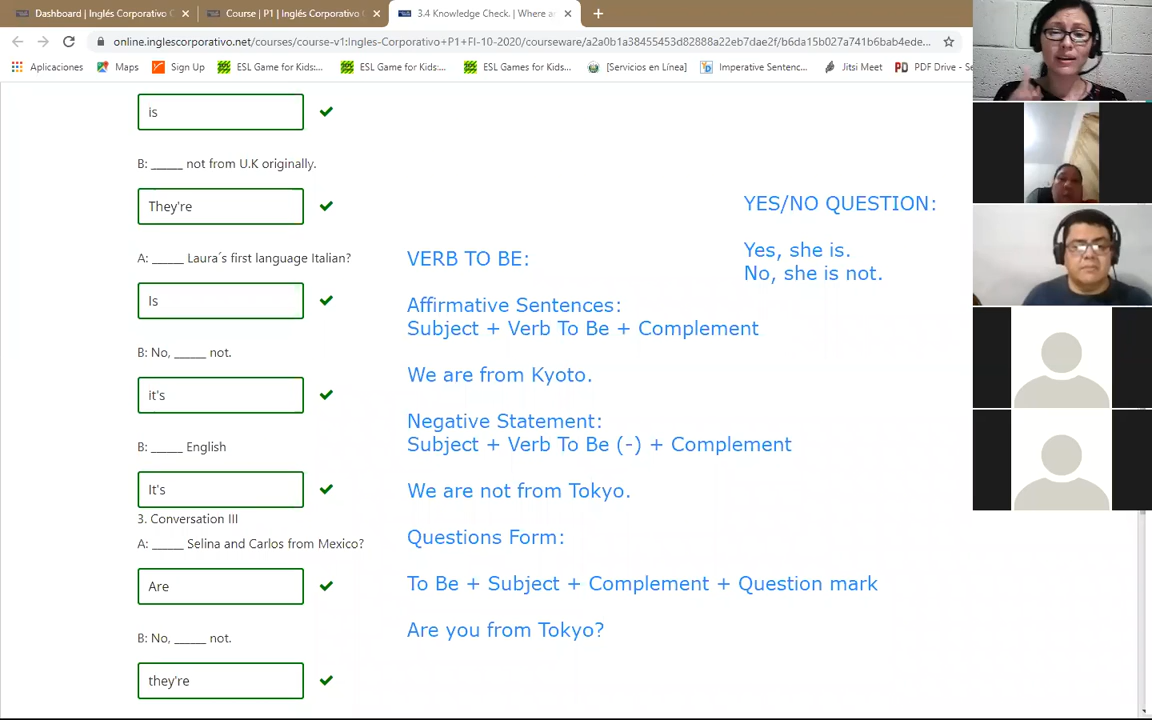 Dashboard | Inglés Corporativo
Course | P1 | Inglés Corporativo
3.4 Knowledge Check. | Where a
online.inglescorporativo.net/courses/course-v1:Ingles-Corporativo+P1+FI-10-2020/courseware/a2a0b1a38455453d82888a22eb7dae2f/b6da15b027a741b6bab4ede...
Aplicaciones
Maps
Sign Up
ESL Game for Kids:...
ESL Game for Kids:...
ESL Games for Kids:...
[Servicios en Línea]
Imperative Sentenc...
Jitsi Meet
PDF Drive - Se
is
B: _____ not from U.K originally.
They're
A: _____ Laura´s first language Italian?
Is
B: No, _____ not.
it's
B: _____ English
It's
3. Conversation III
A: _____ Selina and Carlos from Mexico?
Are
B: No, _____ not.
they're
VERB TO BE:
Affirmative Sentences:
Subject + Verb To Be + Complement
We are from Kyoto.
Negative Statement:
Subject + Verb To Be (-) + Complement
We are not from Tokyo.
Questions Form:
To Be + Subject + Complement + Question mark
Are you from Tokyo?
YES/NO QUESTION:
Yes, she is.
No, she is not.